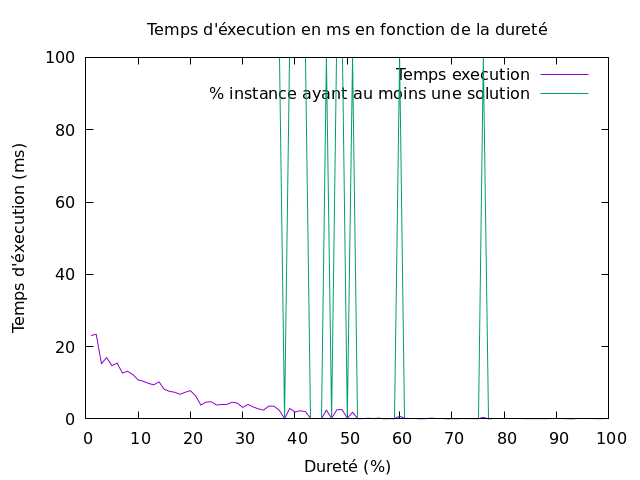 Temps d'éxecution en ms en fonction de la dureté
100
80
60
40
20
0
Temps d'éxecution (ms)
Temps execution
% instance ayant au moins une solution
0 10 20 30 40 50 60 70 80 90 100
Dureté (%)